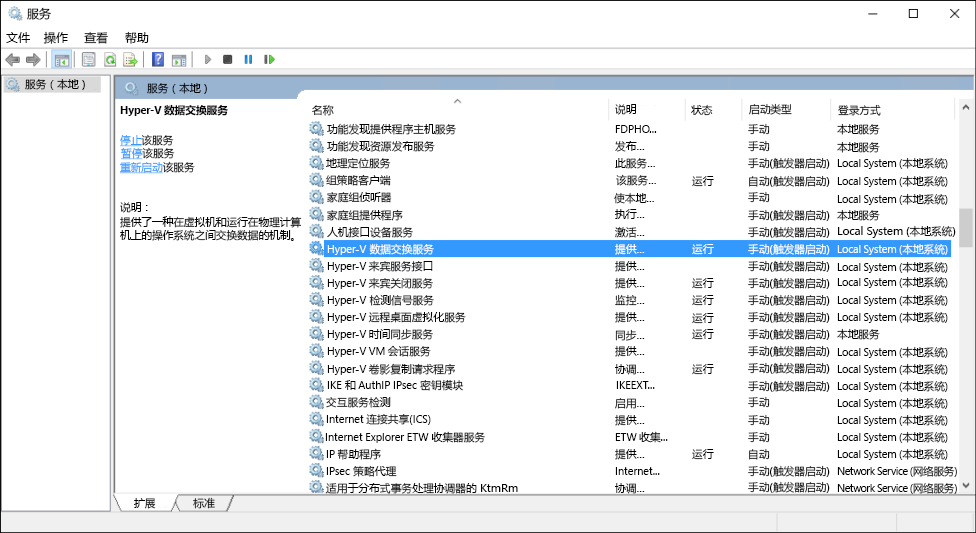 服务
文件 操作 查看 帮助
服务（本地）
服务（本地）
Hyper-V 数据交换服务
停止该服务
暂停该服务
重新启动该服务
说明：
提供了一种在虚拟机和运行在物理计算
机上的操作系统之间交换数据的机制。
名称 说明 状态 启动类型 登录方式
功能发现提供程序主机服务 FDPHO... 手动 本地服务
功能发现资源发布服务 发布... 手动 本地服务
地理定位服务 此服务... 手动(触发器启动) Local System (本地系统)
组策略客户端 该服务... 运行 自动(触发器启动) Local System (本地系统)
家庭组侦听器 使本地... 手动 Local System (本地系统)
家庭组提供程序 执行... 手动(触发器启动) 本地服务
人机接口设备服务 激活... 手动(触发器启动) Local System (本地系统)
Hyper-V 数据交换服务 提供... 运行 手动(触发器启动) Local System (本地系统)
Hyper-V 来宾服务接口 提供... 手动(触发器启动) Local System (本地系统)
Hyper-V 来宾关闭服务 提供... 运行 手动(触发器启动) Local System (本地系统)
Hyper-V 检测信号服务 监控... 运行 手动(触发器启动) Local System (本地系统)
Hyper-V 远程桌面虚拟化服务 提供... 运行 手动(触发器启动) Local System (本地系统)
Hyper-V 时间同步服务 同步... 运行 手动(触发器启动) 本地服务
Hyper-V VM 会话服务 提供... 手动(触发器启动) Local System (本地系统)
Hyper-V 卷影复制请求程序 协调... 运行 手动(触发器启动) Local System (本地系统)
IKE 和 AuthIP IPsec 密钥模块 IKEEXT... 手动(触发器启动) Local System (本地系统)
交互服务检测 启用... 手动 Local System (本地系统)
Internet 连接共享(ICS) 提供... 手动 Local System (本地系统)
Internet Explorer ETW 收集器服务 ETW 收集... 手动 Local System (本地系统)
IP 帮助程序 提供... 运行 自动 Local System (本地系统)
IPsec 策略代理 Internet... 手动(触发器启动) Network Service (网络服务)
适用于分布式事务处理协调器的 KtmRm 协调... 手动(触发器启动) Network Service (网络服务)
扩展 标准